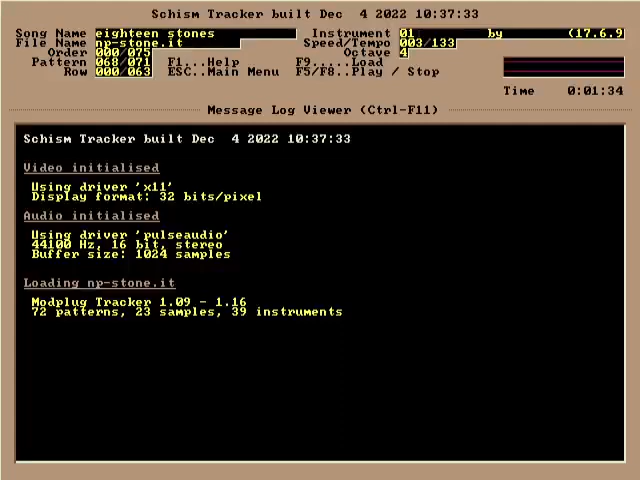 Schism Tracker built Dec  4 2022 10:37:33
Song Name eighteen stones Instrument 01 by (17.6.9
File Name np-stone.it Speed/Tempo 003/133
Order 000/075 Octave 4
Pattern 068/071 F1...Help F9.....Load
Row 000/063 ESC..Main Menu F5/F8..Play / Stop
Time 0:01:34
Message Log Viewer (Ctrl-F11)
Schism Tracker built Dec  4 2022 10:37:33
Video initialised
Using driver 'x11'
Display format: 32 bits/pixel
Audio initialised
Using driver 'pulseaudio'
44100 Hz, 16 bit, stereo
Buffer size: 1024 samples
Loading np-stone.it
Modplug Tracker 1.09 - 1.16
72 patterns, 23 samples, 39 instruments